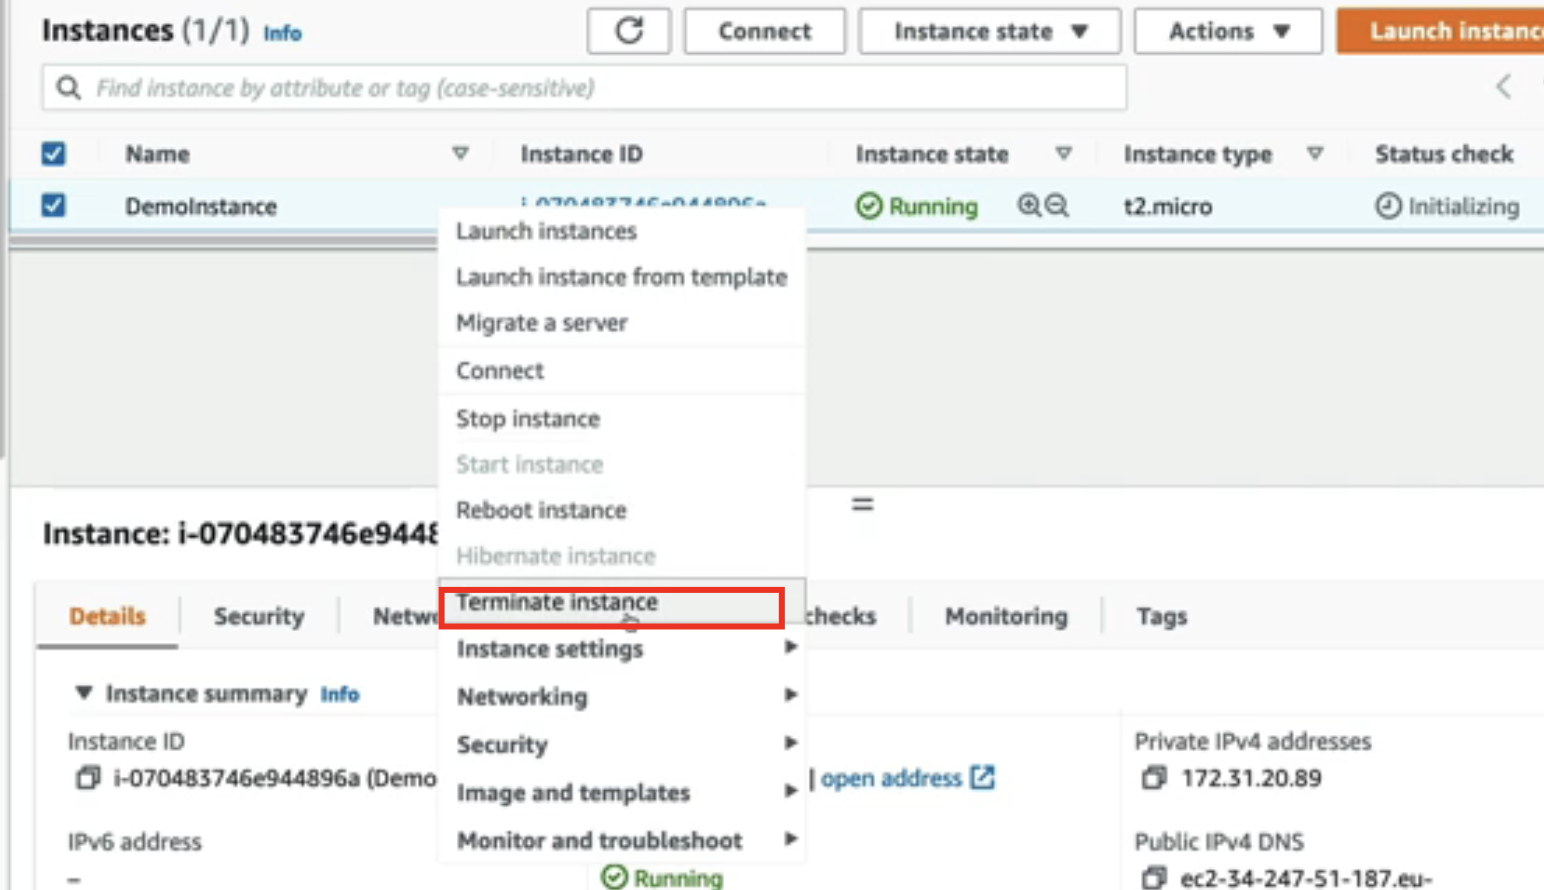 Instances (1/1) Info
Connect
Instance state
Actions
Launch instanc
Find instance by attribute or tag (case-sensitive)
Name
Instance ID
Instance state
Instance type
Status check
DemoInstance
i-070483746e944896a
Running
t2.micro
Initializing
Launch instances
Launch instance from template
Migrate a server
Connect
Stop instance
Start instance
Reboot instance
Hibernate instance
Terminate instance
Instance settings
Networking
Security
Image and templates
Monitor and troubleshoot
Instance: i-070483746e9448
Details
Security
Netw
checks
Monitoring
Tags
Instance summary Info
Instance ID
i-070483746e944896a (Demo
| open address
Private IPv4 addresses
172.31.20.89
IPv6 address
–
Running
Public IPv4 DNS
ec2-34-247-51-187.eu-